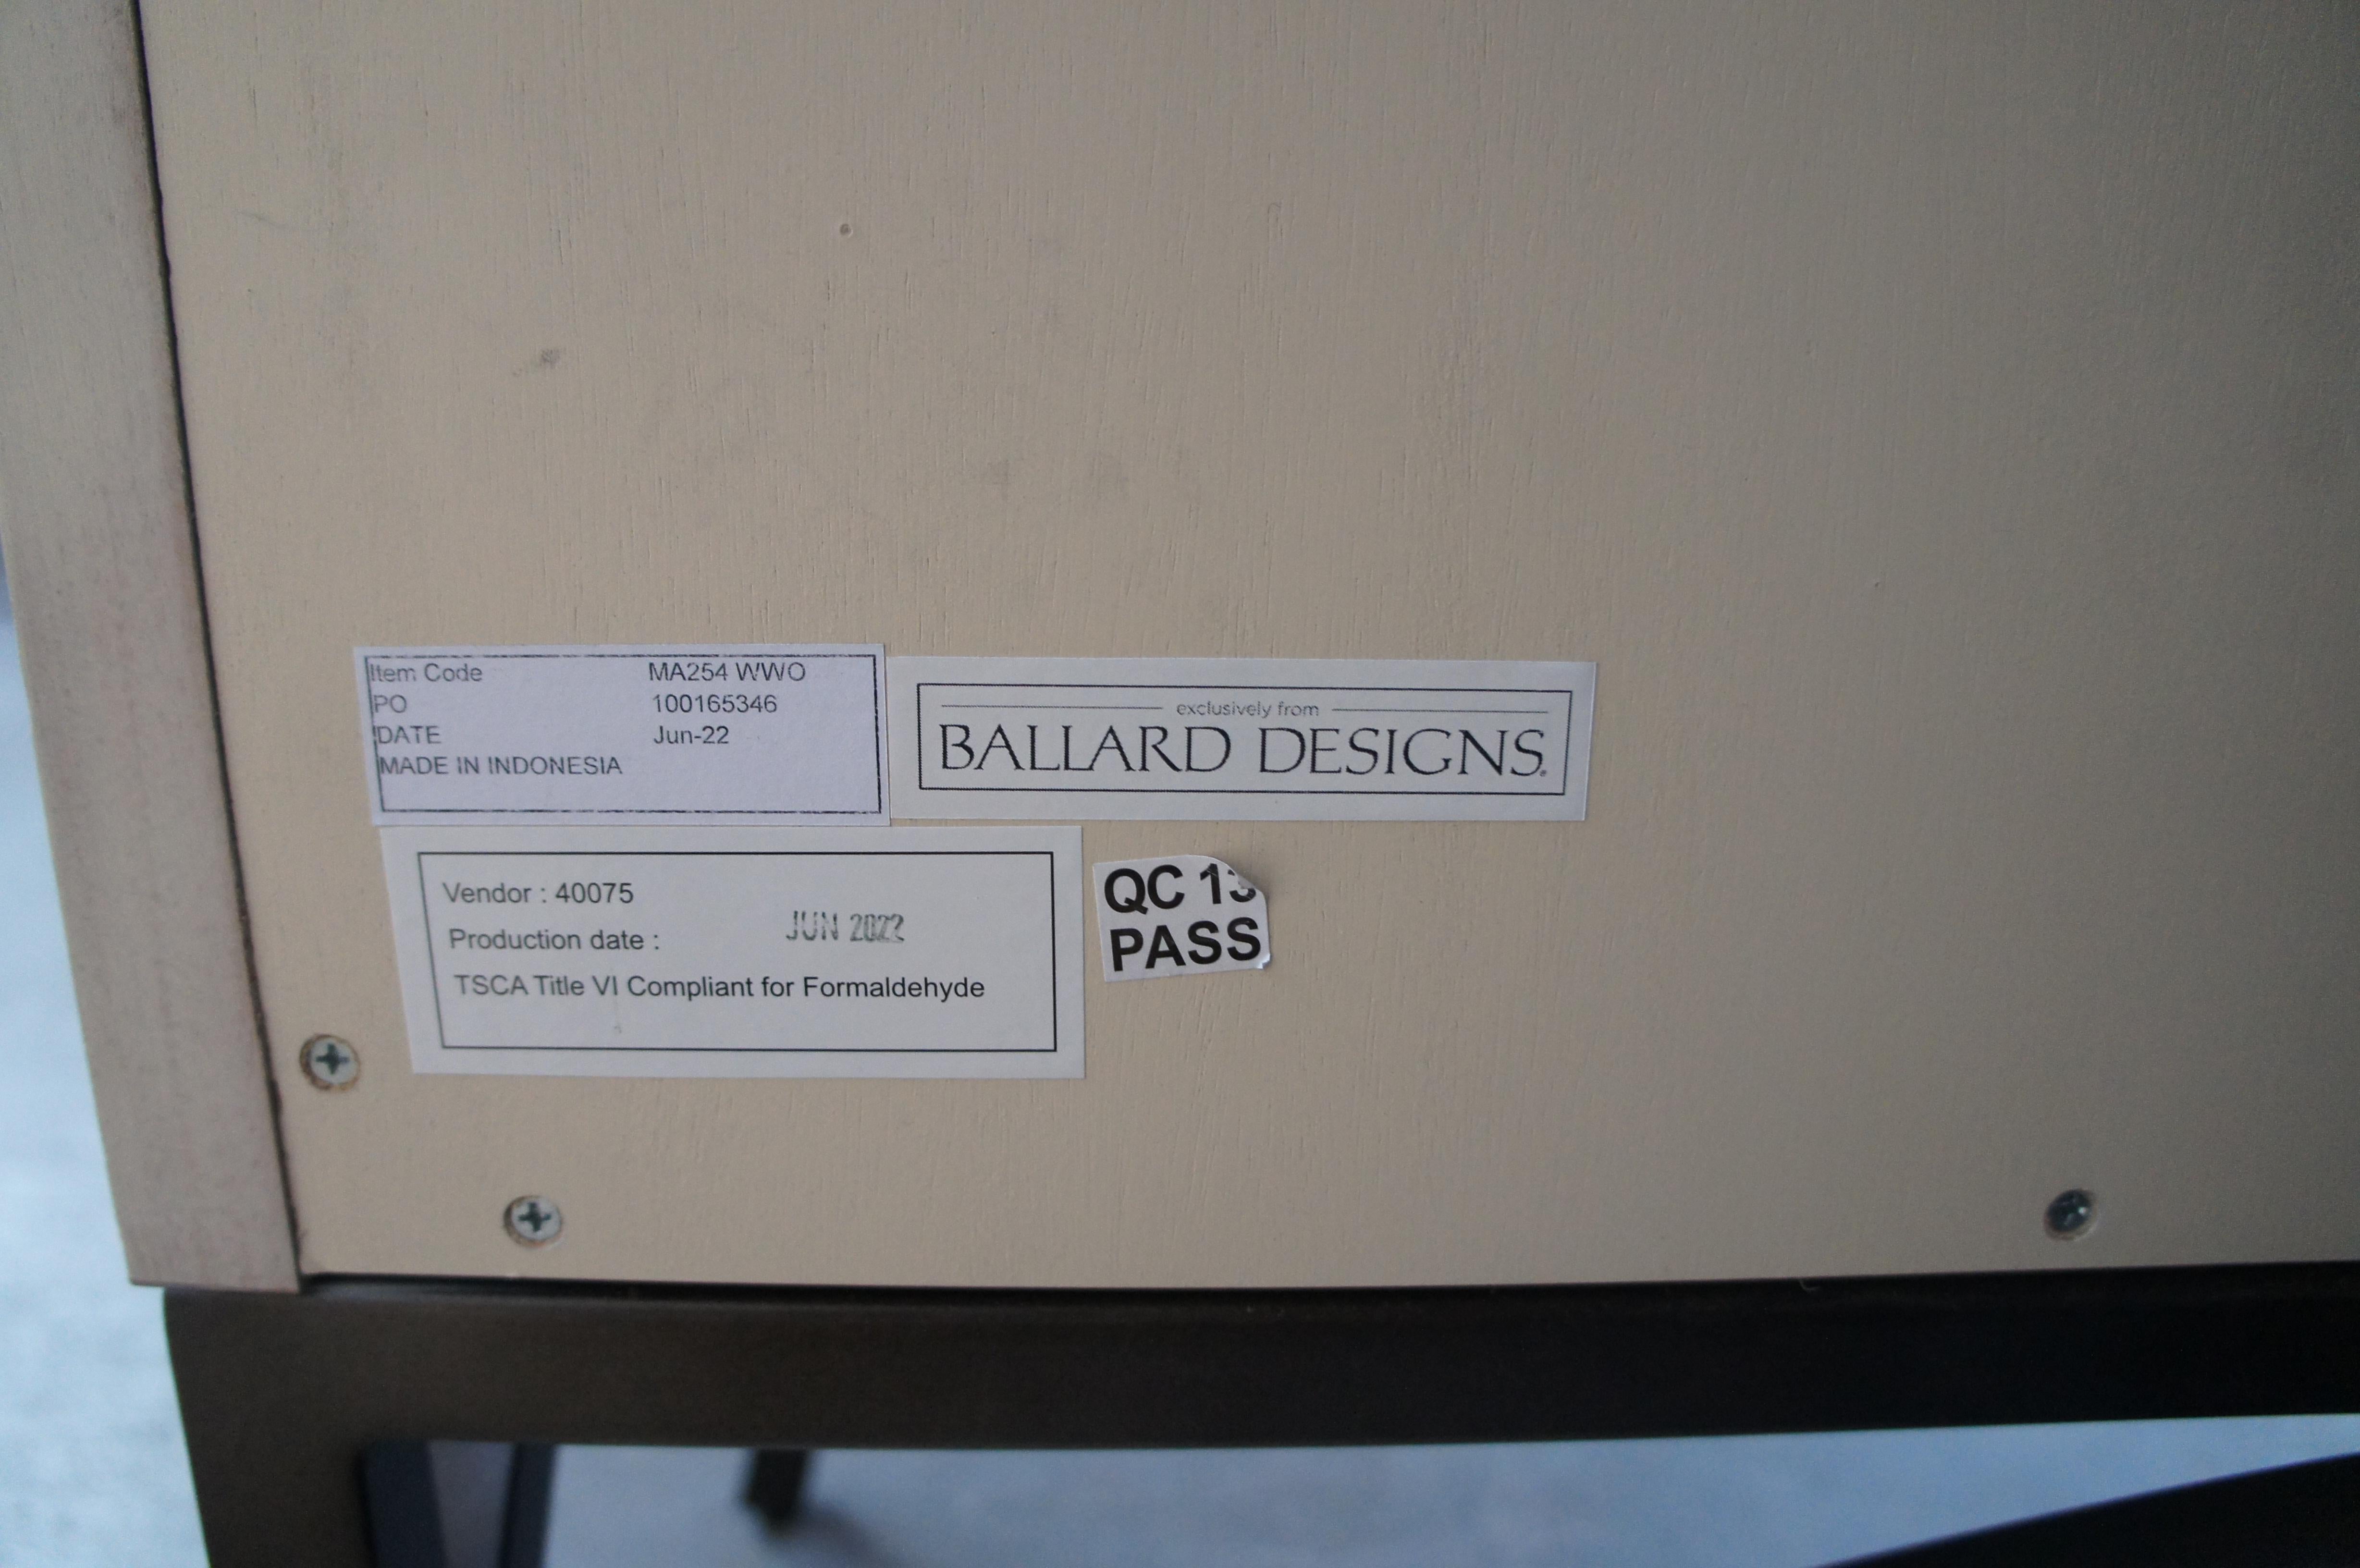 Item Code MA254 WWO
PO 100165346
DATE Jun-22
MADE IN INDONESIA
exclusively from
BALLARD DESIGNS®
Vendor : 40075
Production date : JUN 2022
TSCA Title VI Compliant for Formaldehyde
QC 13
PASS